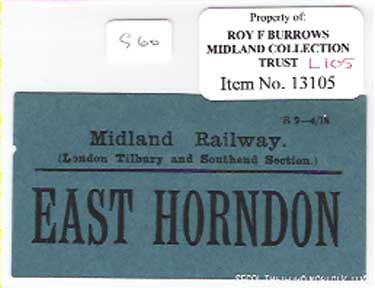 Property of:
ROY F BURROWS
MIDLAND COLLECTION
TRUST L105
Item No. 13105
S60
Midland Railway.
(London Tilbury and Southend Section.)
EAST HORNDON